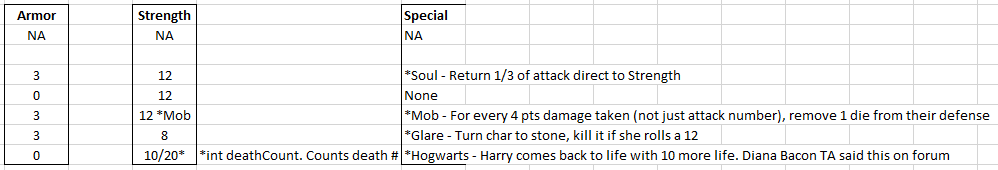 Armor Strength Special
NA NA NA
3 12 *Soul - Return 1/3 of attack direct to Strength
0 12 None
3 12 *Mob *Mob - For every 4 pts damage taken (not just attack number), remove 1 die from their defense
3 8 *Glare - Turn char to stone, kill it if she rolls a 12
0 10/20* *int deathCount. Counts death # *Hogwarts - Harry comes back to life with 10 more life. Diana Bacon TA said this on forum